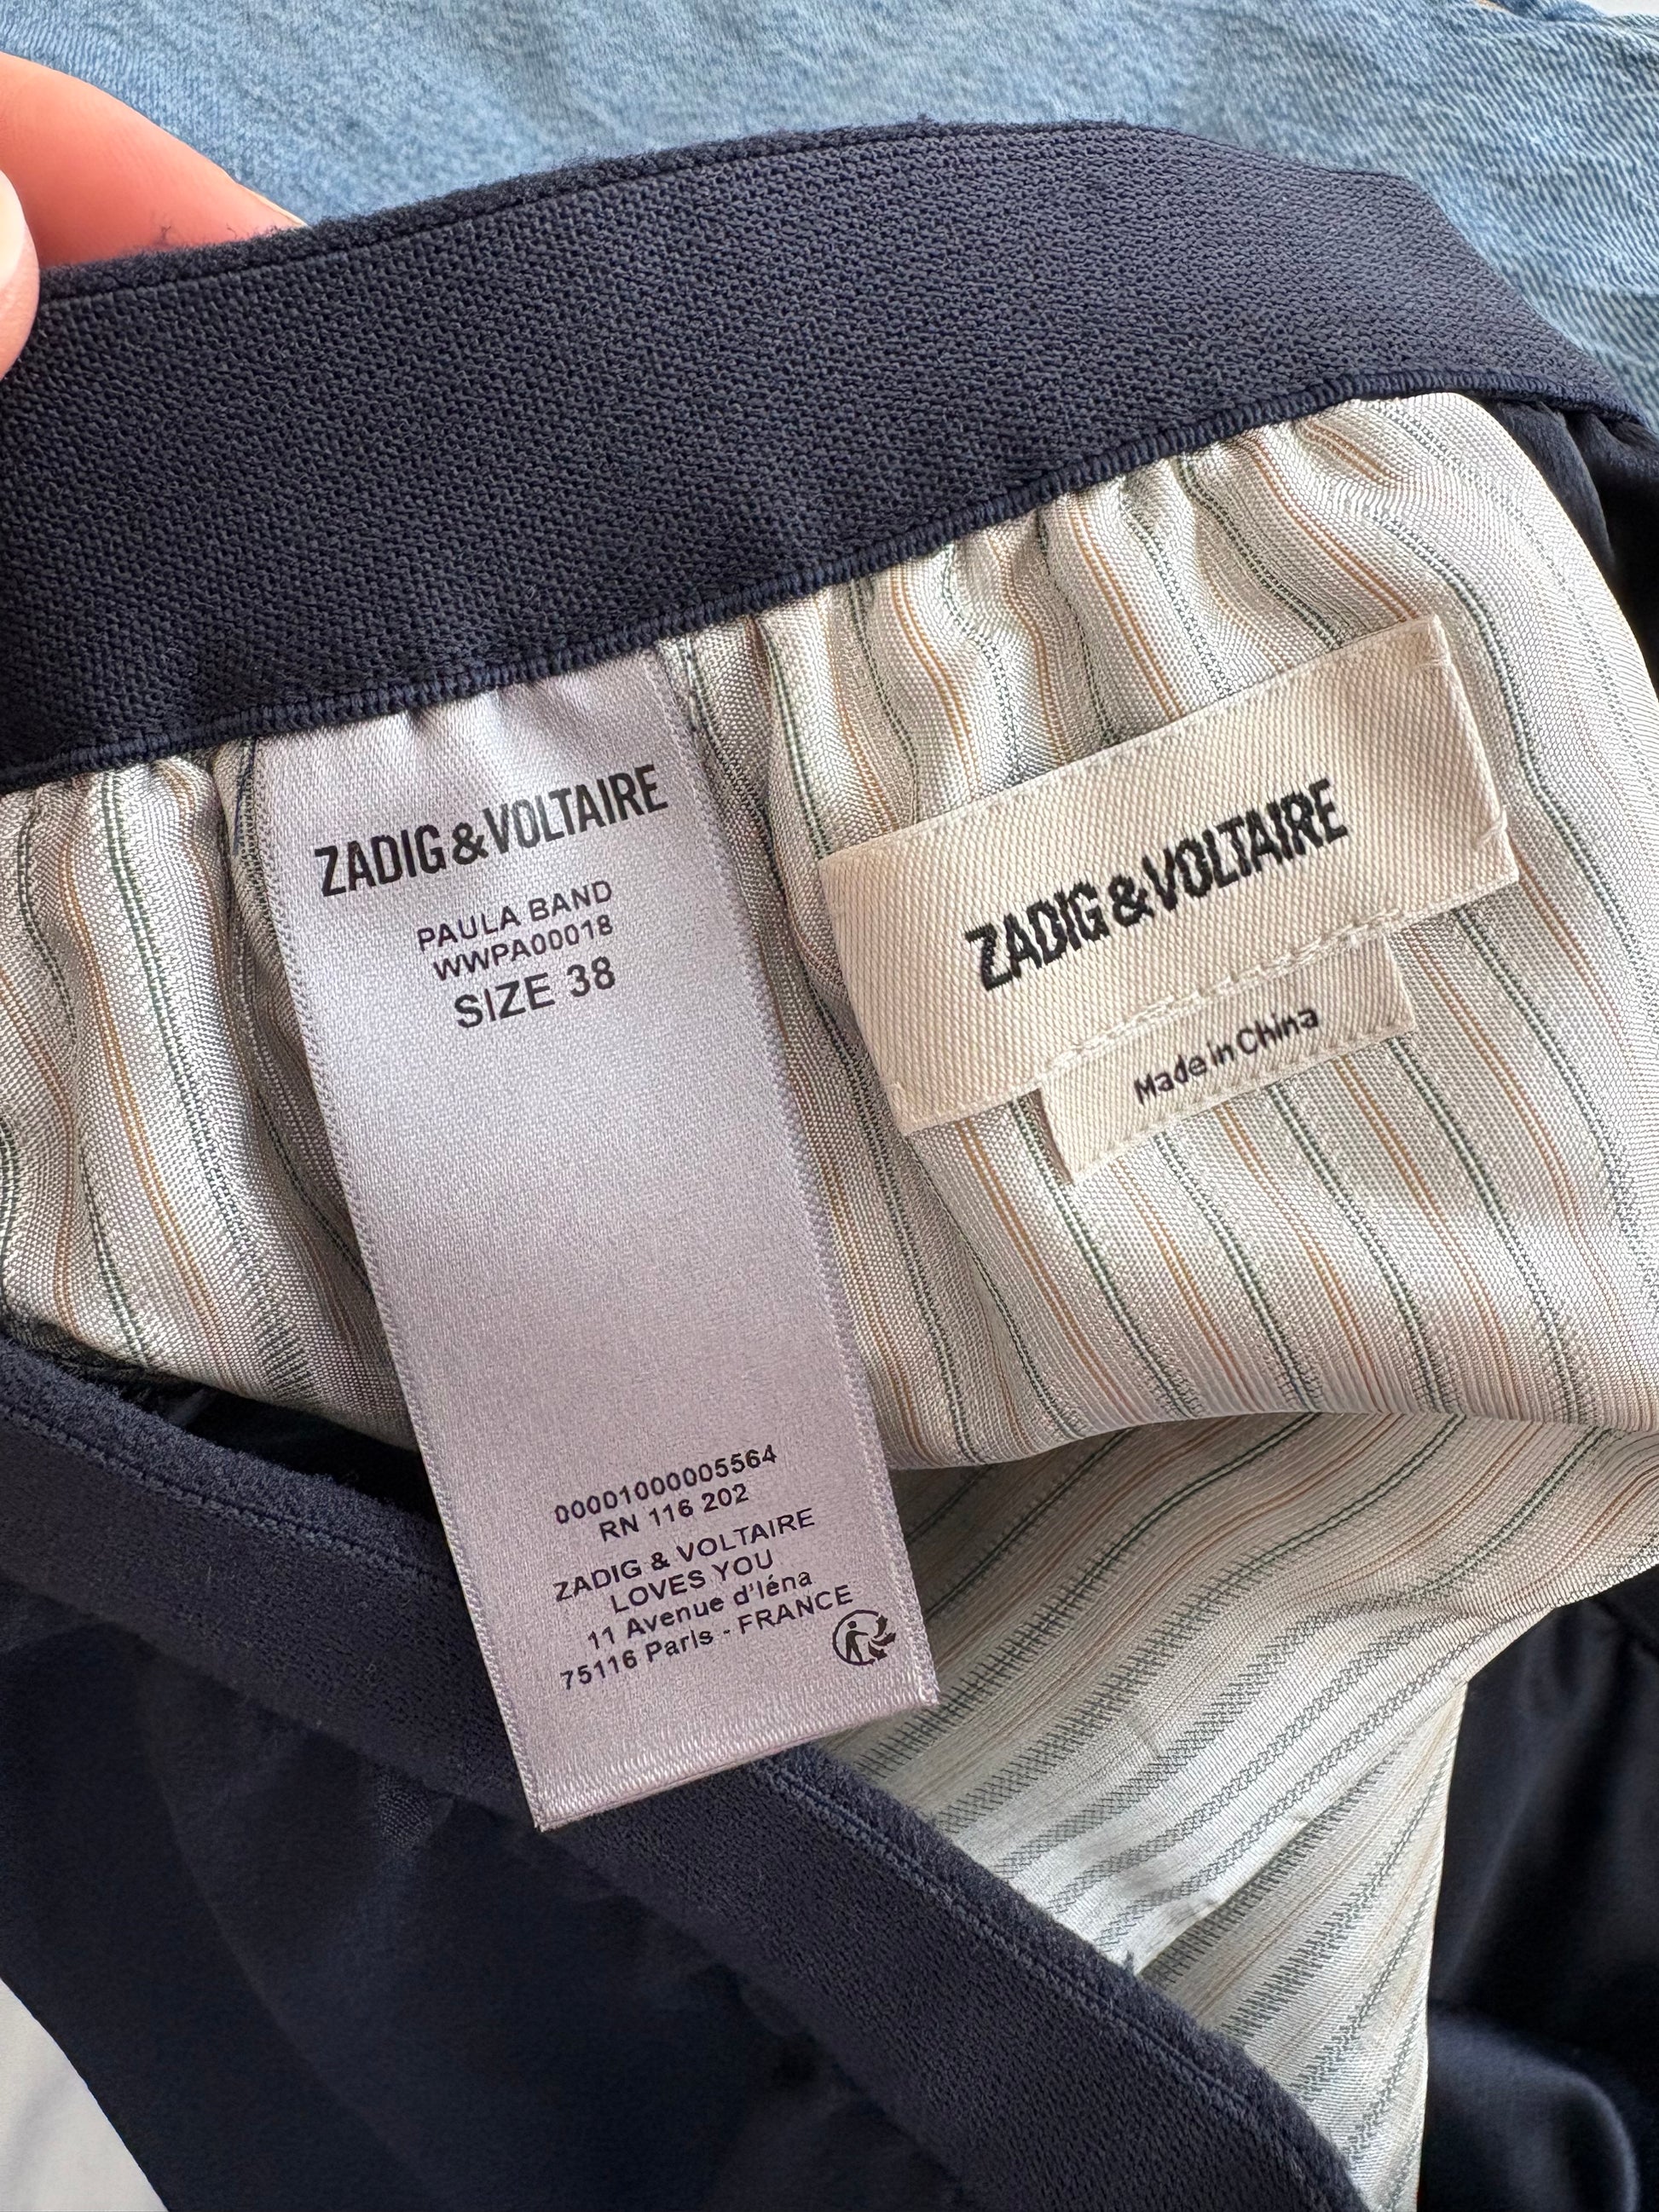 ZADIG & VOLTAIRE
PAULA BAND
WWPA00018
SIZE 38
00001000005564
RN 116 202
ZADIG & VOLTAIRE
LOVES YOU
11 Avenue d'Iéna
75116 Paris - FRANCE
ZADIG & VOLTAIRE
Made in China